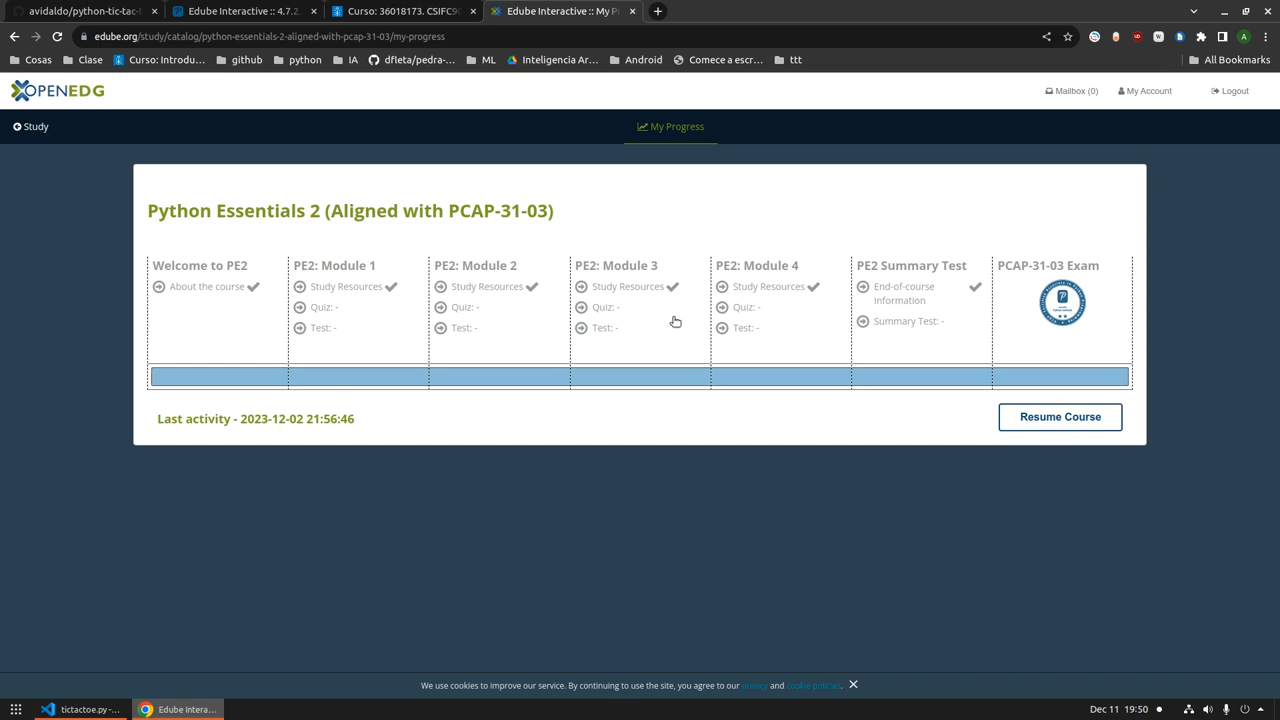 avidaldo/python-tic-tac-t
Edube Interactive :: 4.7.2.
Curso: 36018173. CSIFC9
Edube Interactive :: My P
edube.org/study/catalog/python-essentials-2-aligned-with-pcap-31-03/my-progress
Cosas
Clase
Curso: Introdu...
github
python
IA
dfleta/pedra-...
ML
Inteligencia Ar...
Android
Comece a escr...
ttt
All Bookmarks
OPENEDG
Mailbox (0)
My Account
Logout
Study
My Progress
Python Essentials 2 (Aligned with PCAP-31-03)
Welcome to PE2
About the course
PE2: Module 1
Study Resources
Quiz: -
Test: -
PE2: Module 2
Study Resources
Quiz: -
Test: -
PE2: Module 3
Study Resources
Quiz: -
Test: -
PE2: Module 4
Study Resources
Quiz: -
Test: -
PE2 Summary Test
End-of-course
Information
Summary Test: -
PCAP-31-03 Exam
Last activity - 2023-12-02 21:56:46
Resume Course
We use cookies to improve our service. By continuing to use the site, you agree to our privacy and cookie policies.
tictactoe.py -...
Edube Intera...
Dec 11 19:50